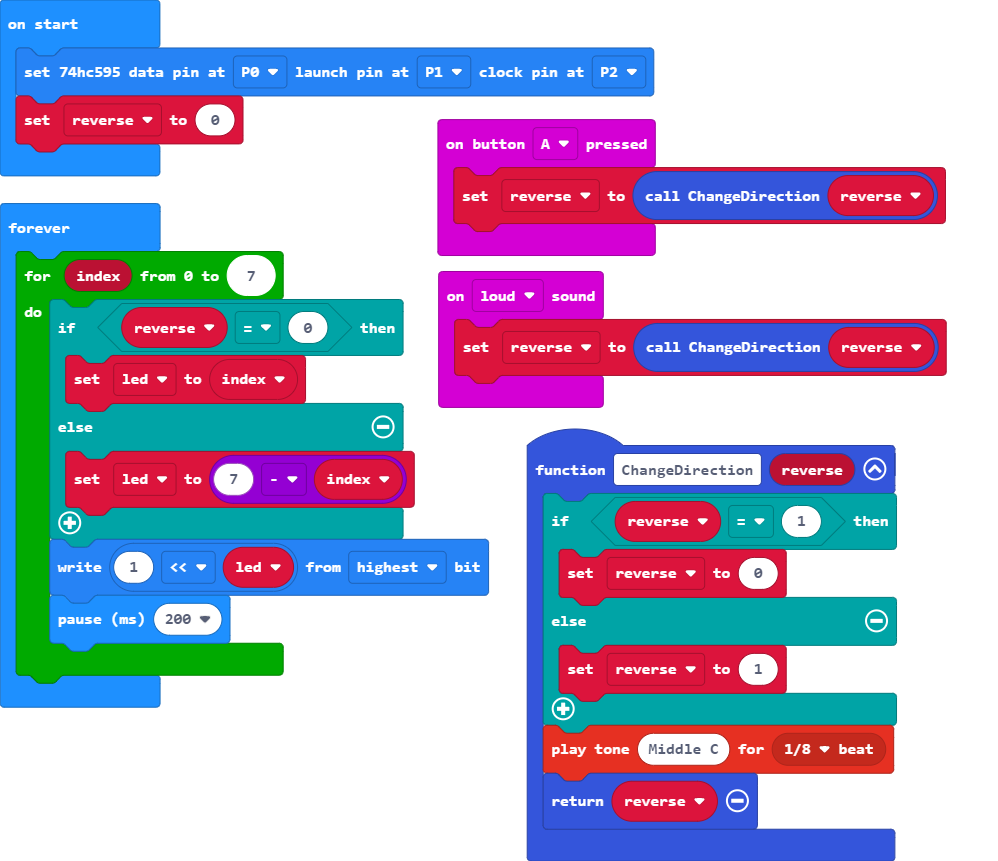 on start
set 74hc595 data pin at P0 launch pin at P1 clock pin at P2
set reverse to 0
forever
for index from 0 to 7
do
if reverse = 0 then
set led to index
else
set led to 7 - index
write 1 << led from highest bit
pause (ms) 200
on button A pressed
set reverse to call ChangeDirection reverse
on loud sound
set reverse to call ChangeDirection reverse
function ChangeDirection reverse
if reverse = 1 then
set reverse to 0
else
set reverse to 1
play tone Middle C for 1/8 beat
return reverse